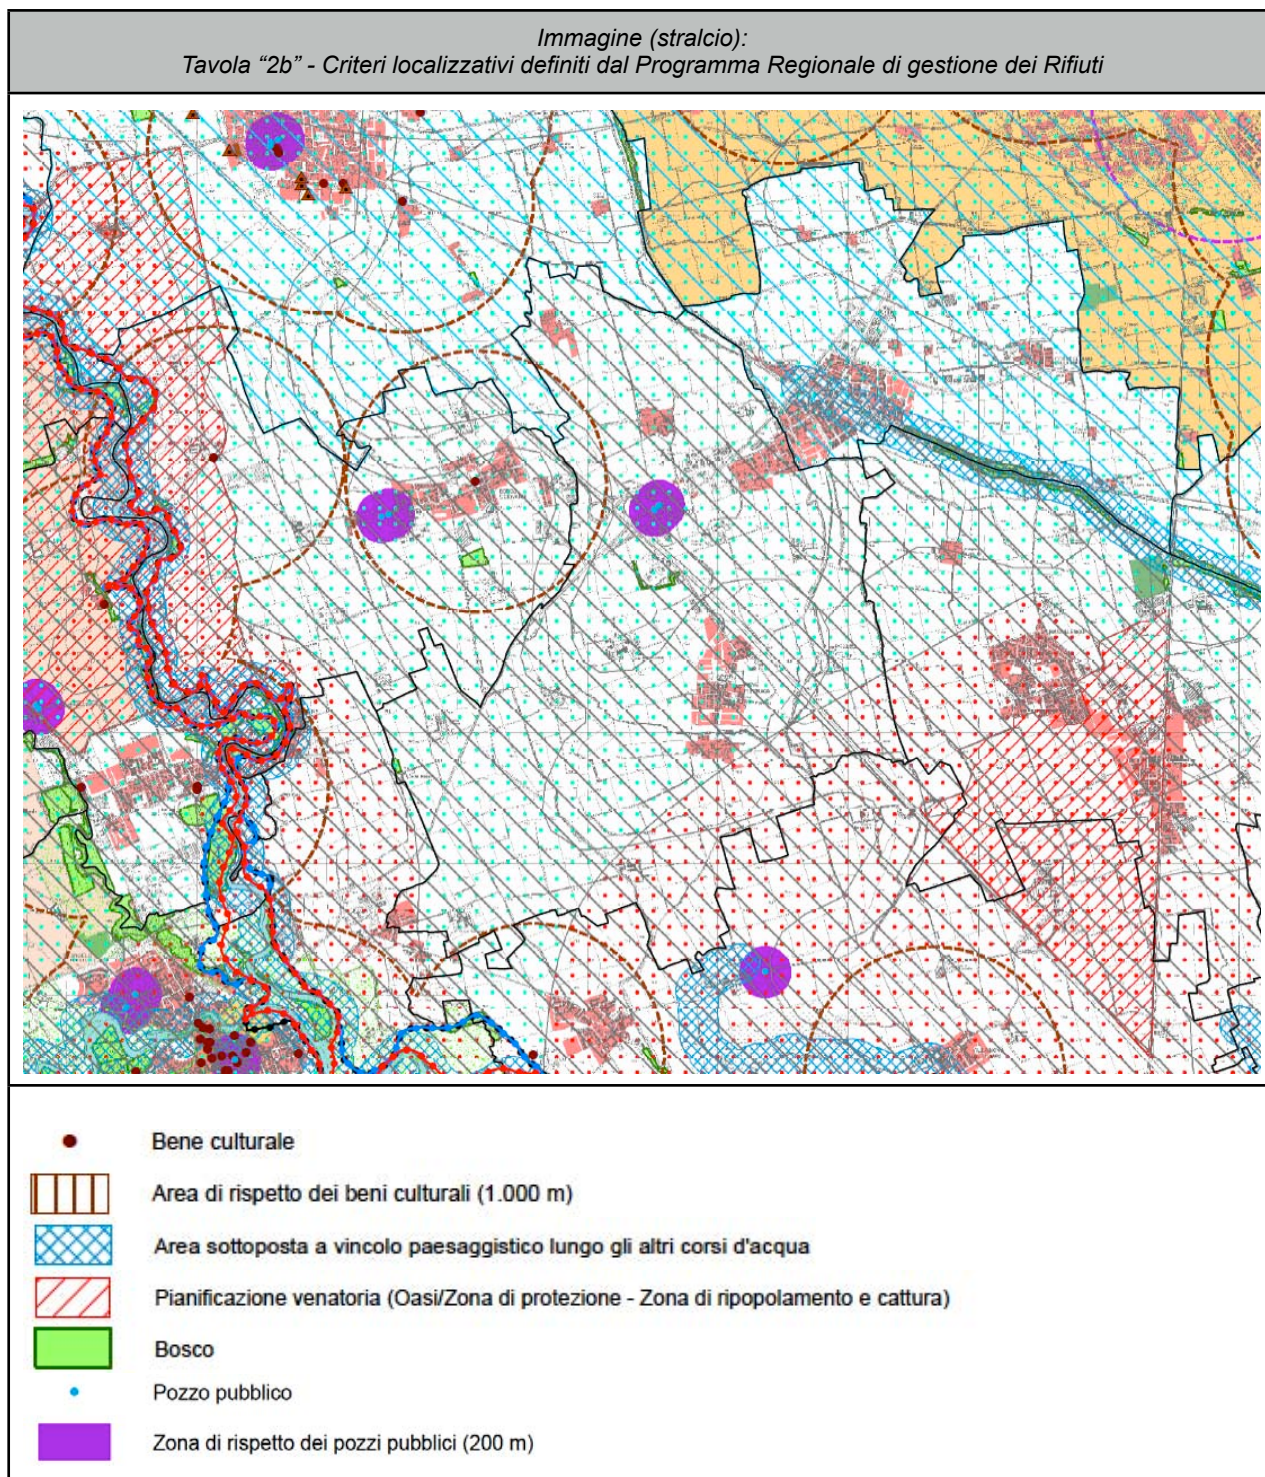 Immagine (stralcio):
Tavola “2b” - Criteri localizzativi definiti dal Programma Regionale di gestione dei Rifiuti
Bene culturale
Area di rispetto dei beni culturali (1.000 m)
Area sottoposta a vincolo paesaggistico lungo gli altri corsi d'acqua
Pianificazione venatoria (Oasi/Zona di protezione - Zona di ripopolamento e cattura)
Bosco
Pozzo pubblico
Zona di rispetto dei pozzi pubblici (200 m)